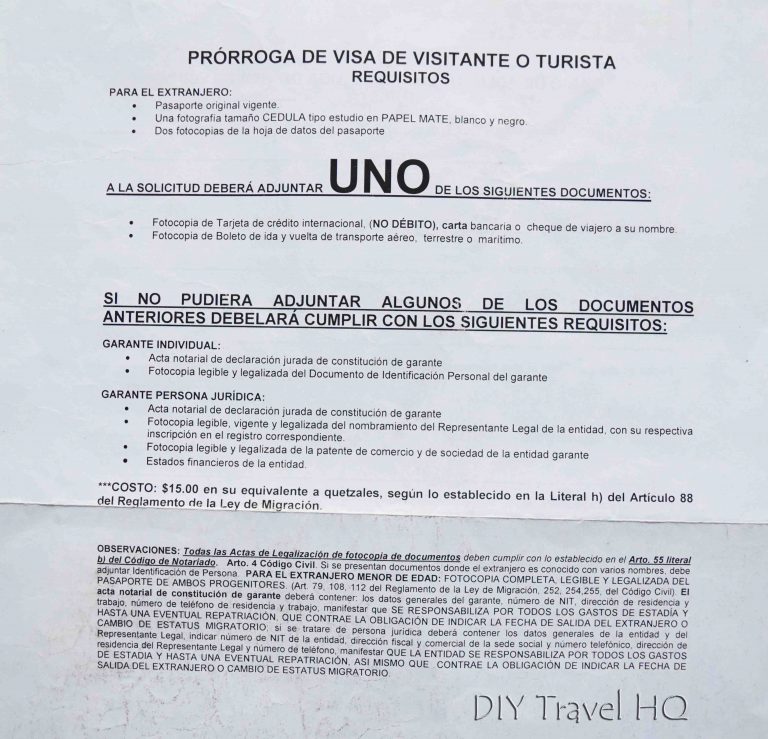 PRÓRROGA DE VISA DE VISITANTE O TURISTA
REQUISITOS
PARA EL EXTRANJERO:
• Pasaporte original vigente.
• Una fotografía tamaño CEDULA tipo estudio en PAPEL MATE, blanco y negro.
• Dos fotocopias de la hoja de datos del pasaporte
A LA SOLICITUD DEBERÁ ADJUNTAR UNO DE LOS SIGUIENTES DOCUMENTOS:
• Fotocopia de Tarjeta de crédito internacional, (NO DÉBITO), carta bancaria o cheque de viajero a su nombre.
• Fotocopia de Boleto de ida y vuelta de transporte aéreo, terrestre o marítimo.
SI NO PUDIERA ADJUNTAR ALGUNOS DE LOS DOCUMENTOS
ANTERIORES DEBELARÁ CUMPLIR CON LOS SIGUIENTES REQUISITOS:
GARANTE INDIVIDUAL:
• Acta notarial de declaración jurada de constitución de garante
• Fotocopia legible y legalizada del Documento de Identificación Personal del garante
GARANTE PERSONA JURÍDICA:
• Acta notarial de declaración jurada de constitución de garante
• Fotocopia legible, vigente y legalizada del nombramiento del Representante Legal de la entidad, con su respectiva
inscripción en el registro correspondiente.
• Fotocopia legible y legalizada de la patente de comercio y de sociedad de la entidad garante
• Estados financieros de la entidad.
***COSTO: $15.00 en su equivalente a quetzales, según lo establecido en la Literal h) del Artículo 88
del Reglamento de la Ley de Migración.
OBSERVACIONES: Todas las Actas de Legalización de fotocopia de documentos deben cumplir con lo establecido en el Arto. 55 literal
b) del Código de Notariado. Arto. 4 Código Civil. Si se presentan documentos donde el extranjero es conocido con varios nombres, debe
adjuntar Identificación de Persona. PARA EL EXTRANJERO MENOR DE EDAD: FOTOCOPIA COMPLETA, LEGIBLE Y LEGALIZADA DEL
PASAPORTE DE AMBOS PROGENITORES. (Art. 79, 108, 112 del Reglamento de la Ley de Migración, 252, 254,255, del Código Civil). El
acta notarial de constitución de garante deberá contener: los datos generales del garante, número de NIT, dirección de residencia y
trabajo, número de teléfono de residencia y trabajo, manifestar que SE RESPONSABILIZA POR TODOS LOS GASTOS DE ESTADÍA Y
HASTA UNA EVENTUAL REPATRIACIÓN, QUE CONTRAE LA OBLIGACIÓN DE INDICAR LA FECHA DE SALIDA DEL EXTRANJERO O
CAMBIO DE ESTATUS MIGRATORIO, si se tratare de persona jurídica deberá contener los datos generales de la entidad y del
Representante Legal, indicar número de NIT de la entidad, dirección fiscal y comercial de la sede social y número telefónico, dirección de
residencia del Representante Legal y número de teléfono, manifestar QUE LA ENTIDAD SE RESPONSABILIZA POR TODOS LOS GASTOS
DE ESTADIA Y HASTA UNA EVENTUAL REPATRIACIÓN, ASI MISMO QUE CONTRAE LA OBLIGACIÓN DE INDICAR LA FECHA DE
SALIDA DEL EXTRANJERO O CAMBIO DE ESTATUS MIGRATORIO.
DIY Travel HQ